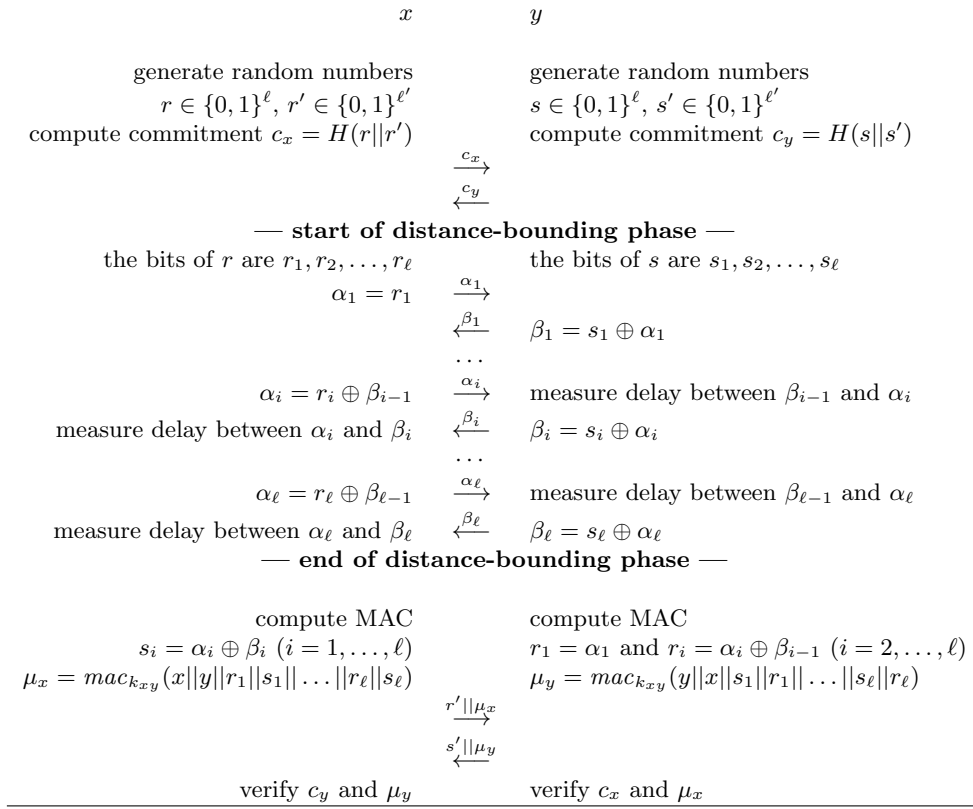 x y
generate random numbers generate random numbers
r ∈ {0, 1}^ℓ, r′ ∈ {0, 1}^ℓ′ s ∈ {0, 1}^ℓ, s′ ∈ {0, 1}^ℓ′
compute commitment c_x = H(r||r′) compute commitment c_y = H(s||s′)
c_x →
c_y ←
— start of distance-bounding phase —
the bits of r are r_1, r_2, . . . , r_ℓ the bits of s are s_1, s_2, . . . , s_ℓ
α_1 = r_1 α_1 →
β_1 ← β_1 = s_1 ⊕ α_1
. . .
α_i = r_i ⊕ β_{i−1} α_i → measure delay between β_{i−1} and α_i
measure delay between α_i and β_i β_i ← β_i = s_i ⊕ α_i
. . .
α_ℓ = r_ℓ ⊕ β_{ℓ−1} α_ℓ → measure delay between β_{ℓ−1} and α_ℓ
measure delay between α_ℓ and β_ℓ β_ℓ ← β_ℓ = s_ℓ ⊕ α_ℓ
— end of distance-bounding phase —
compute MAC compute MAC
s_i = α_i ⊕ β_i (i = 1, . . . , ℓ) r_1 = α_1 and r_i = α_i ⊕ β_{i−1} (i = 2, . . . , ℓ)
μ_x = mac_{k_{xy}}(x||y||r_1||s_1|| . . . ||r_ℓ||s_ℓ) μ_y = mac_{k_{xy}}(y||x||s_1||r_1|| . . . ||s_ℓ||r_ℓ)
r′||μ_x →
s′||μ_y ←
verify c_y and μ_y verify c_x and μ_x